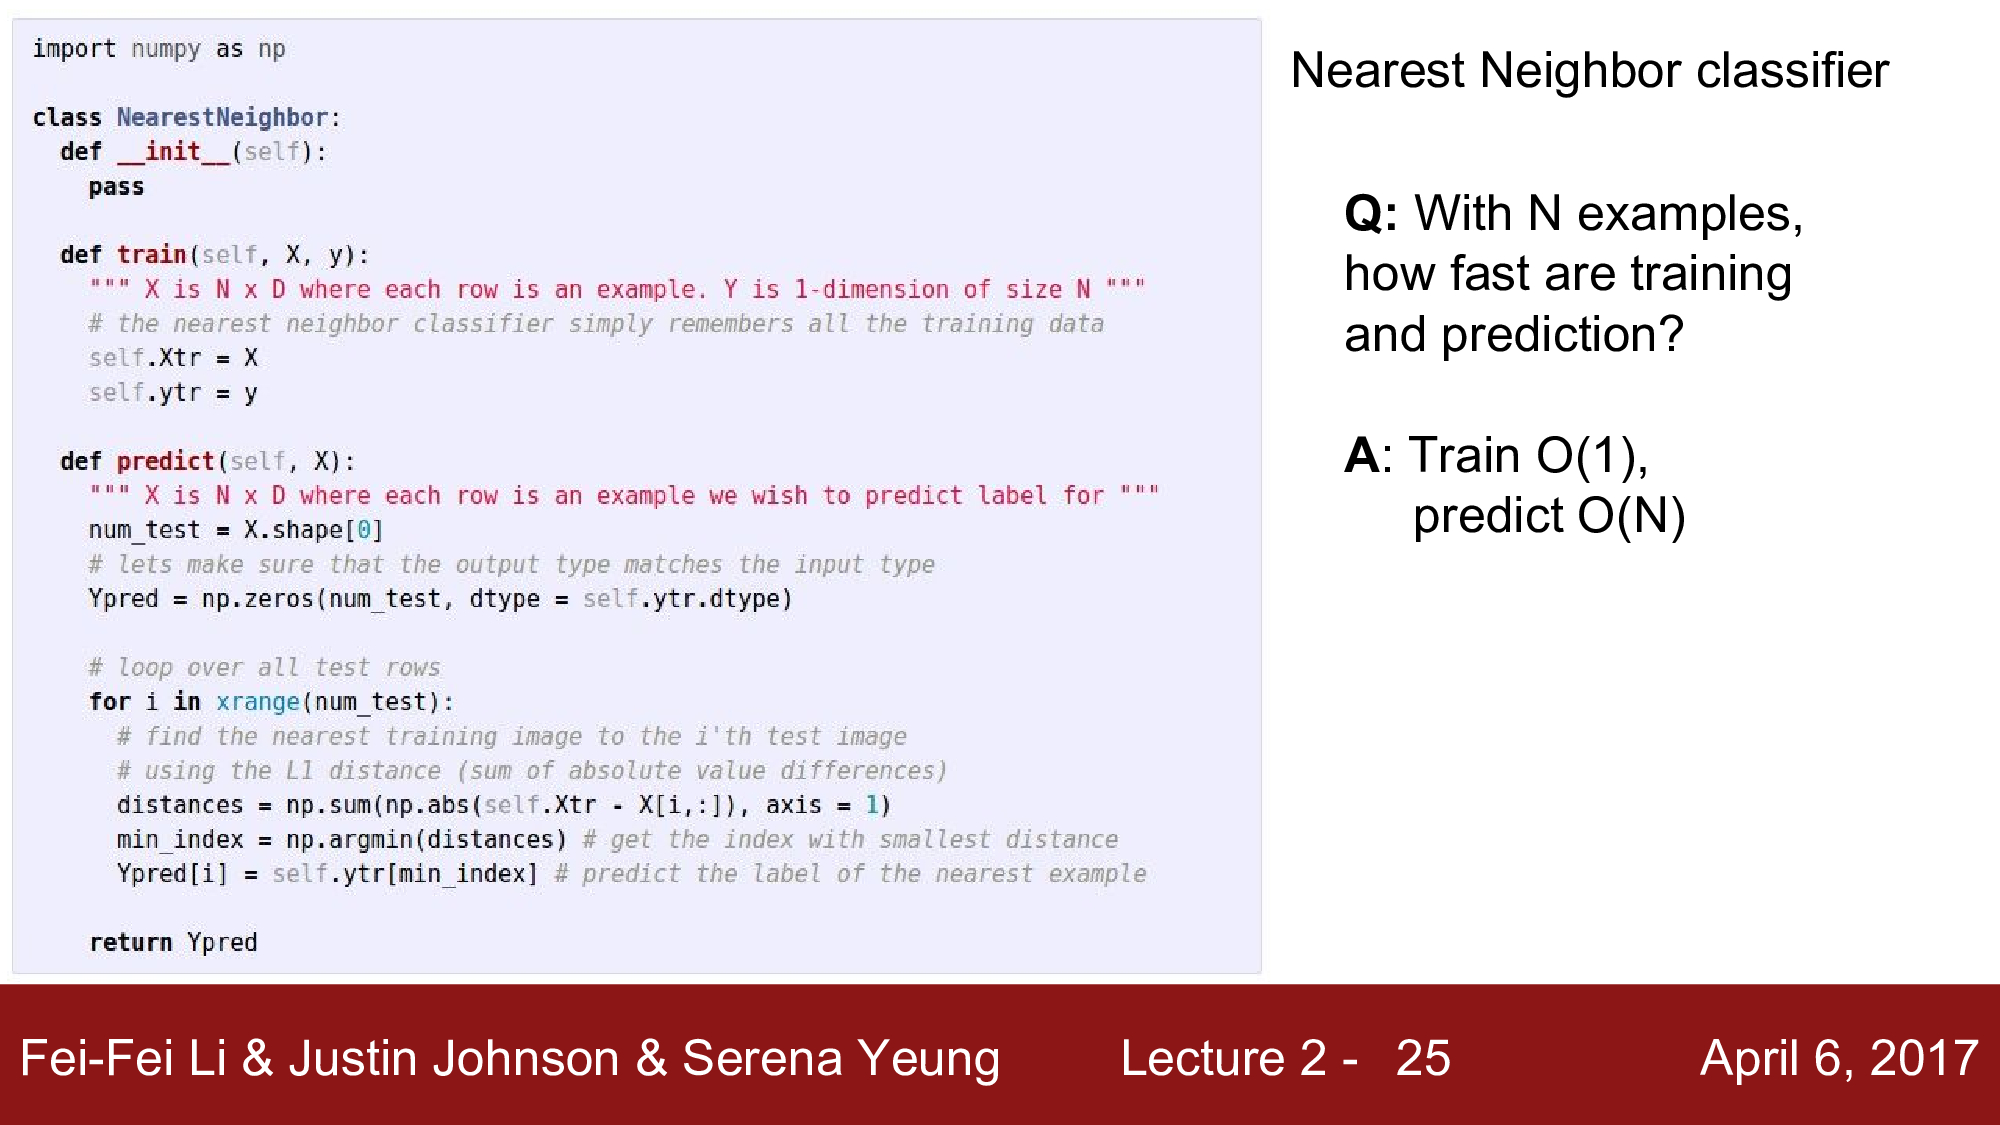 import numpy as np
class NearestNeighbor:
def __init__(self):
pass
def train(self, X, y):
""" X is N x D where each row is an example. Y is 1-dimension of size N """
# the nearest neighbor classifier simply remembers all the training data
self.Xtr = X
self.ytr = y
def predict(self, X):
""" X is N x D where each row is an example we wish to predict label for """
num_test = X.shape[0]
# lets make sure that the output type matches the input type
Ypred = np.zeros(num_test, dtype = self.ytr.dtype)
# loop over all test rows
for i in xrange(num_test):
# find the nearest training image to the i'th test image
# using the L1 distance (sum of absolute value differences)
distances = np.sum(np.abs(self.Xtr - X[i,:]), axis = 1)
min_index = np.argmin(distances) # get the index with smallest distance
Ypred[i] = self.ytr[min_index] # predict the label of the nearest example
return Ypred
Nearest Neighbor classifier
Q: With N examples,
how fast are training
and prediction?
A: Train O(1),
predict O(N)
Fei-Fei Li & Justin Johnson & Serena Yeung Lecture 2 - 25 April 6, 2017